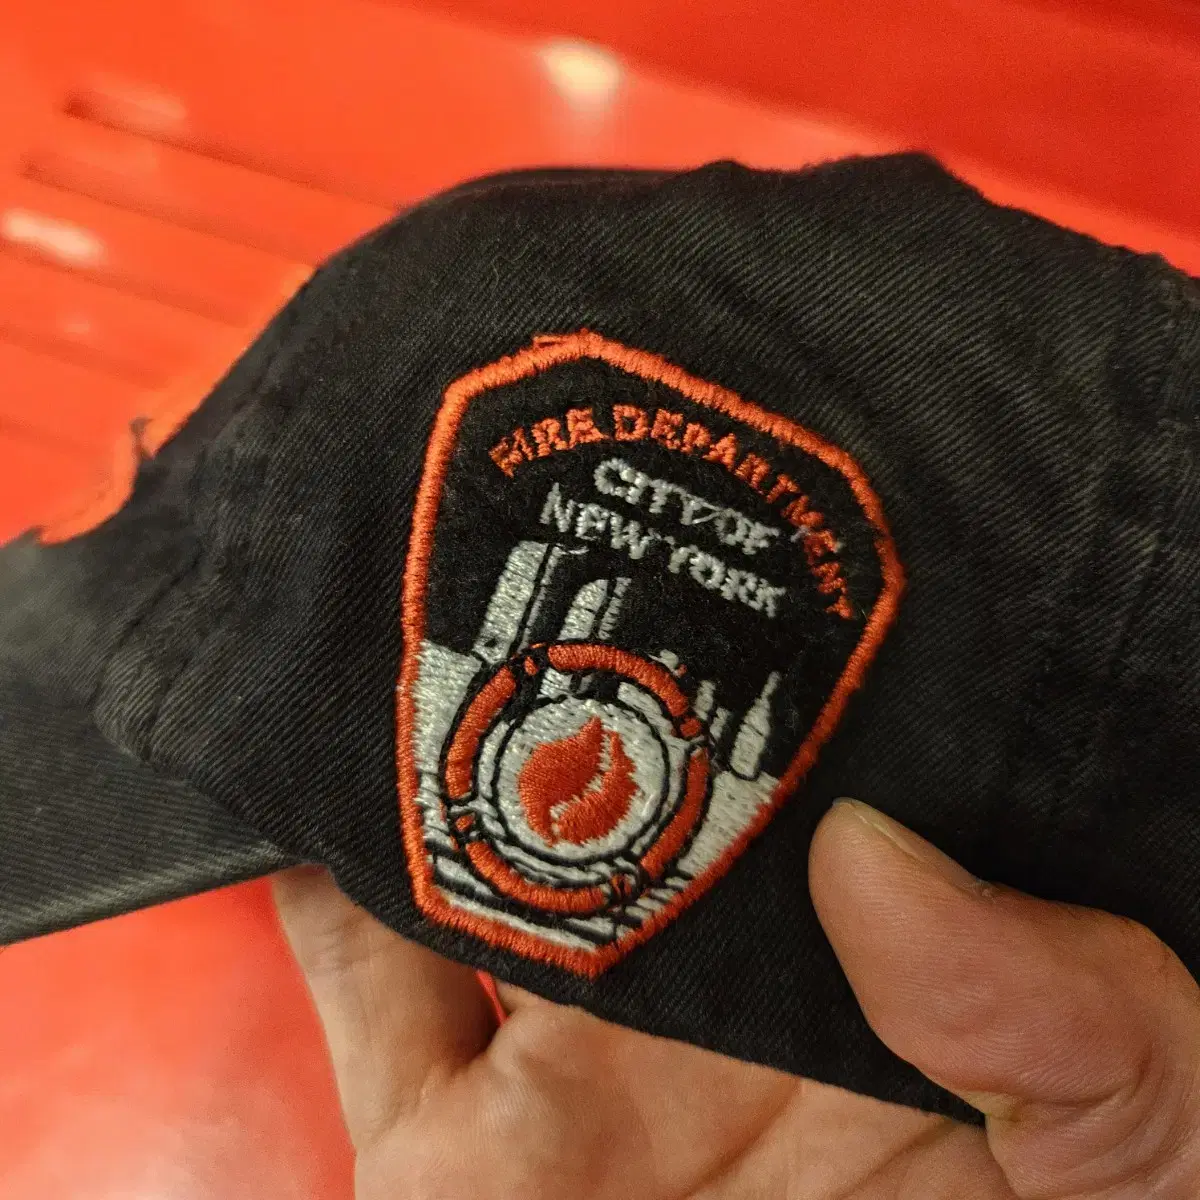 FIRE DEPARTMENT
CITY OF
NEW YORK